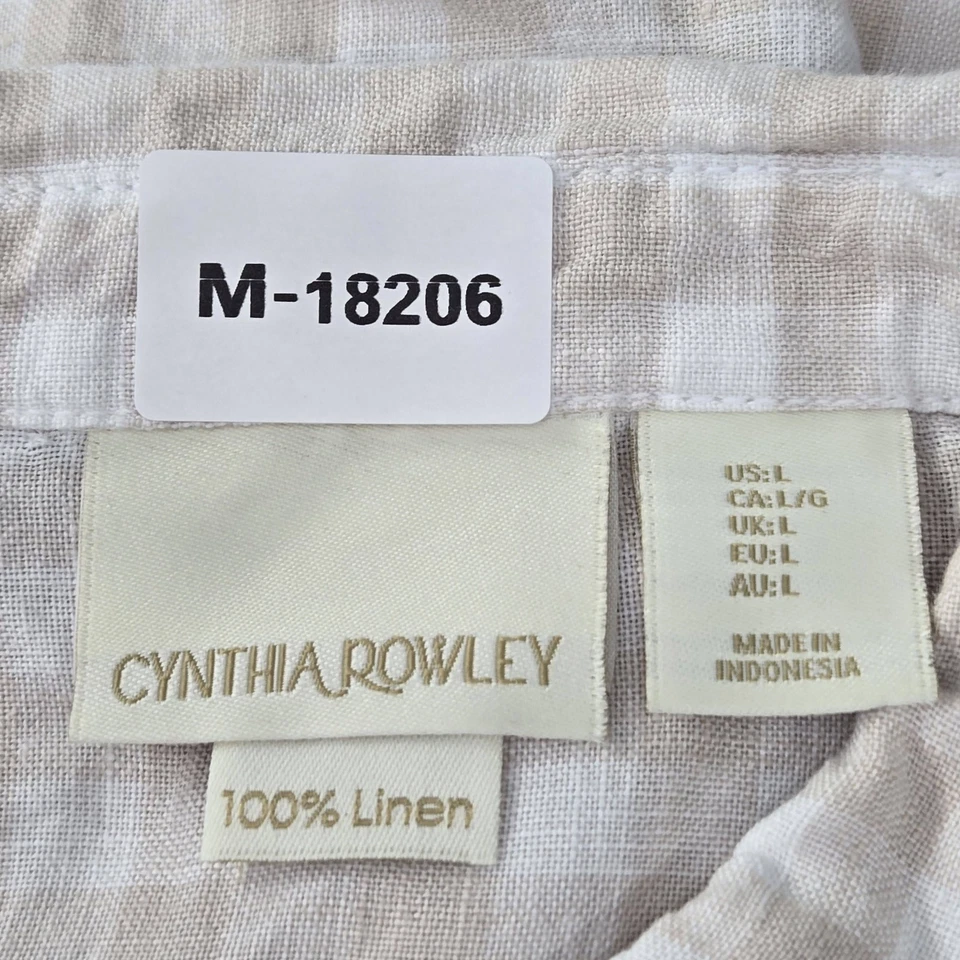 M-18206
CYNTHIA ROWLEY
100% Linen
US: L
CA: L/G
UK: L
EU: L
AU: L
MADE IN
INDONESIA